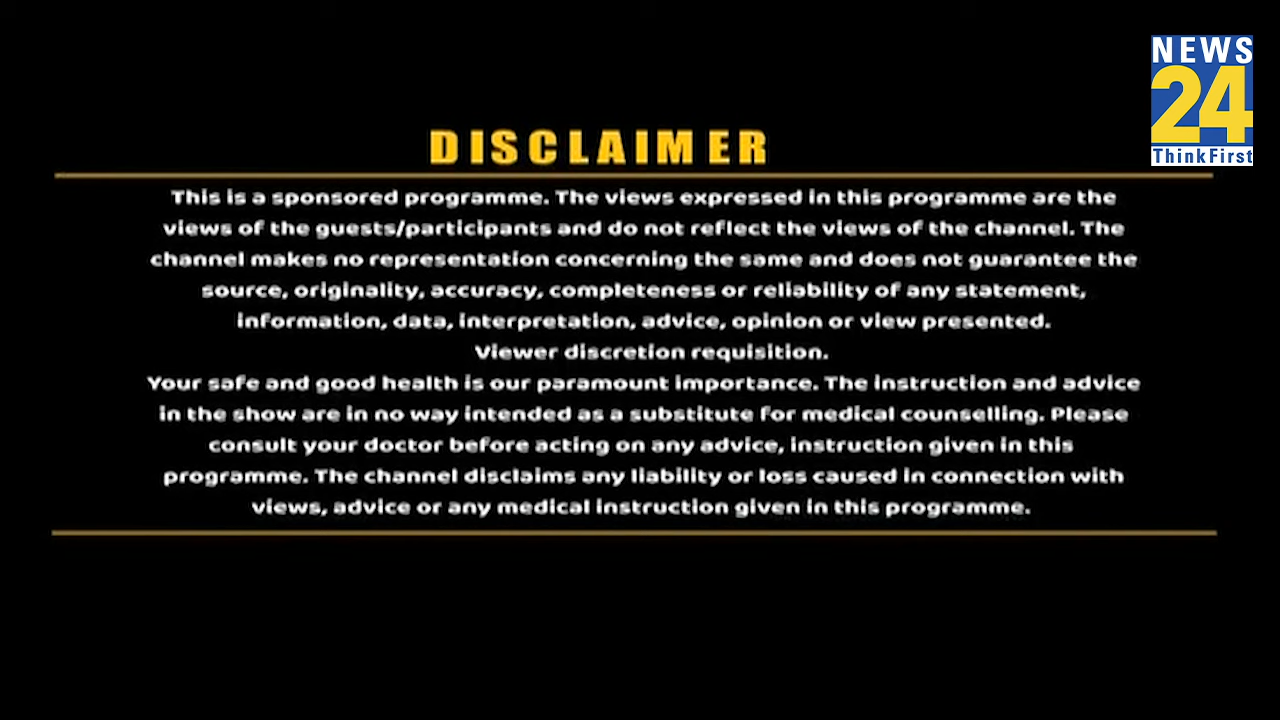 NEWS
24
ThinkFirst
DISCLAIMER
This is a sponsored programme. The views expressed in this programme are the
views of the guests/participants and do not reflect the views of the channel. The
channel makes no representation concerning the same and does not guarantee the
source, originality, accuracy, completeness or reliability of any statement,
information, data, interpretation, advice, opinion or view presented.
Viewer discretion requisition.
Your safe and good health is our paramount importance. The instruction and advice
in the show are in no way intended as a substitute for medical counselling. Please
consult your doctor before acting on any advice, instruction given in this
programme. The channel disclaims any liability or loss caused in connection with
views, advice or any medical instruction given in this programme.